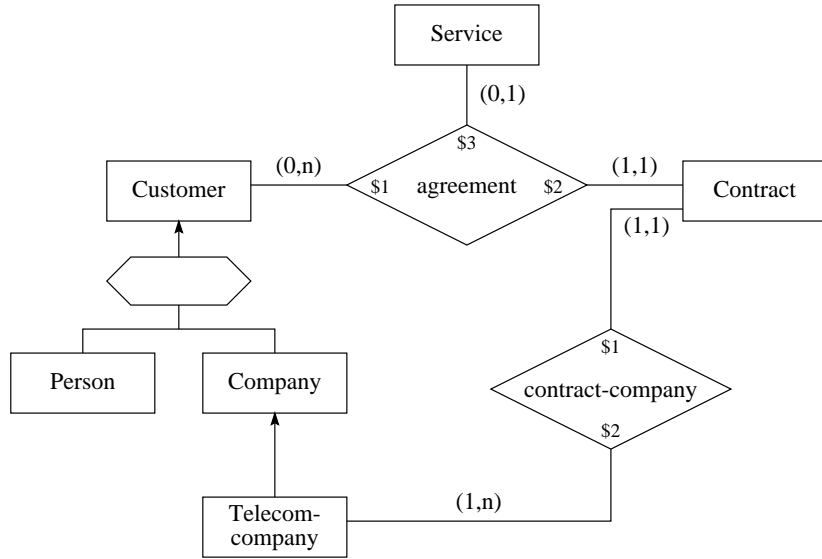 Service
(0,1)
$3
(0,n)
(1,1)
Customer
$1
agreement
$2
Contract
(1,1)
$1
Person
Company
contract-company
$2
(1,n)
Telecom-
company